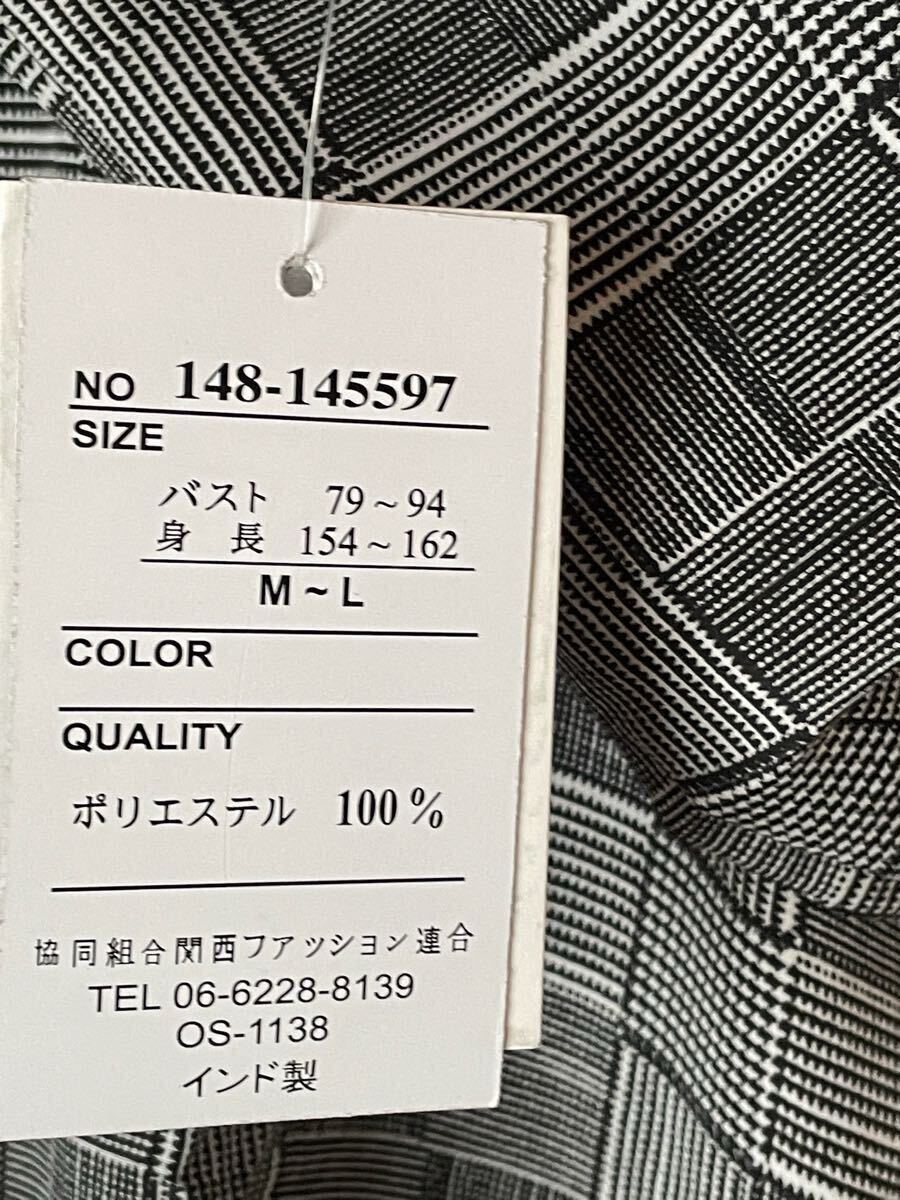 NO 148-145597
SIZE
バスト 79~94
身長 154~162
M~L
COLOR
QUALITY
ポリエステル 100%
協同組合関西ファッション連合
TEL 06-6228-8139
OS-1138
インド製